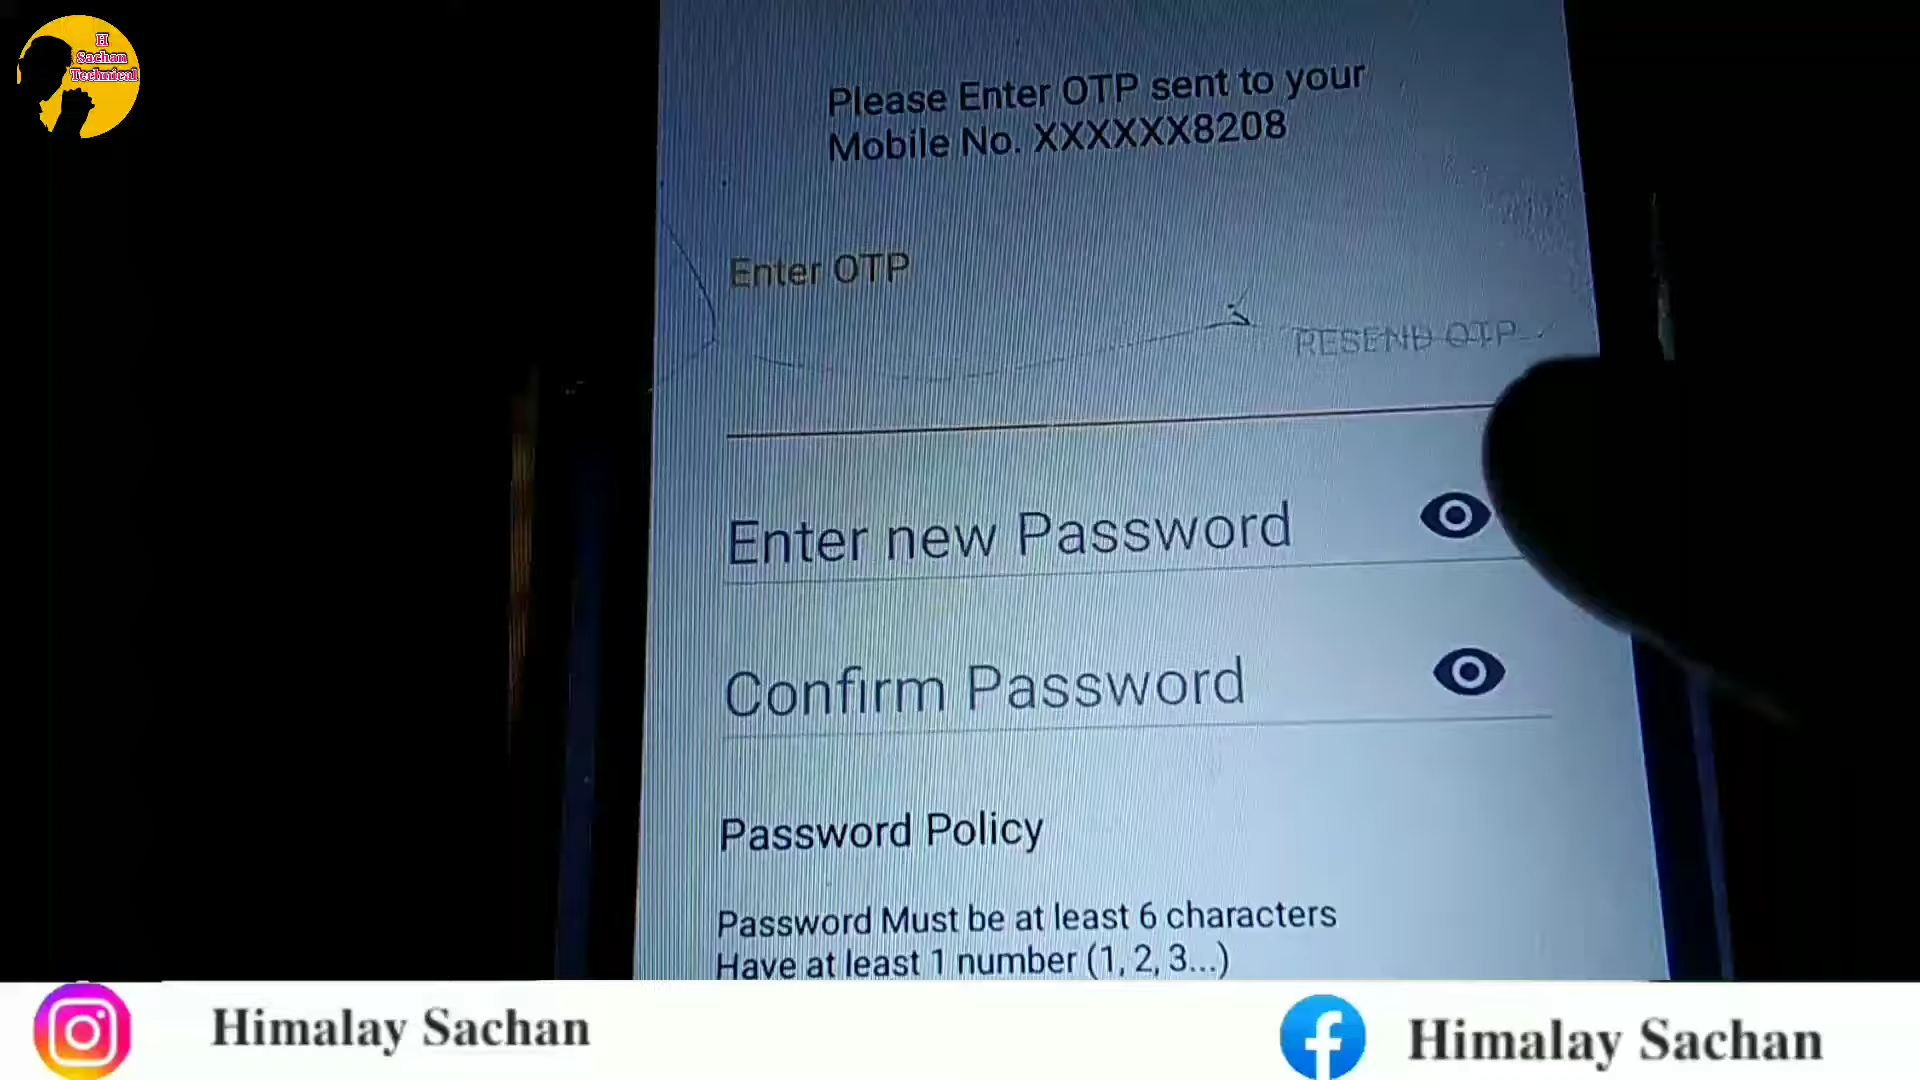 H
Sachan
Technical
Please Enter OTP sent to your
Mobile No. XXXXXX8208
Enter OTP
RESEND OTP
Enter new Password
Confirm Password
Password Policy
Password Must be at least 6 characters
Have at least 1 number (1, 2, 3...)
Himalay Sachan
Himalay Sachan